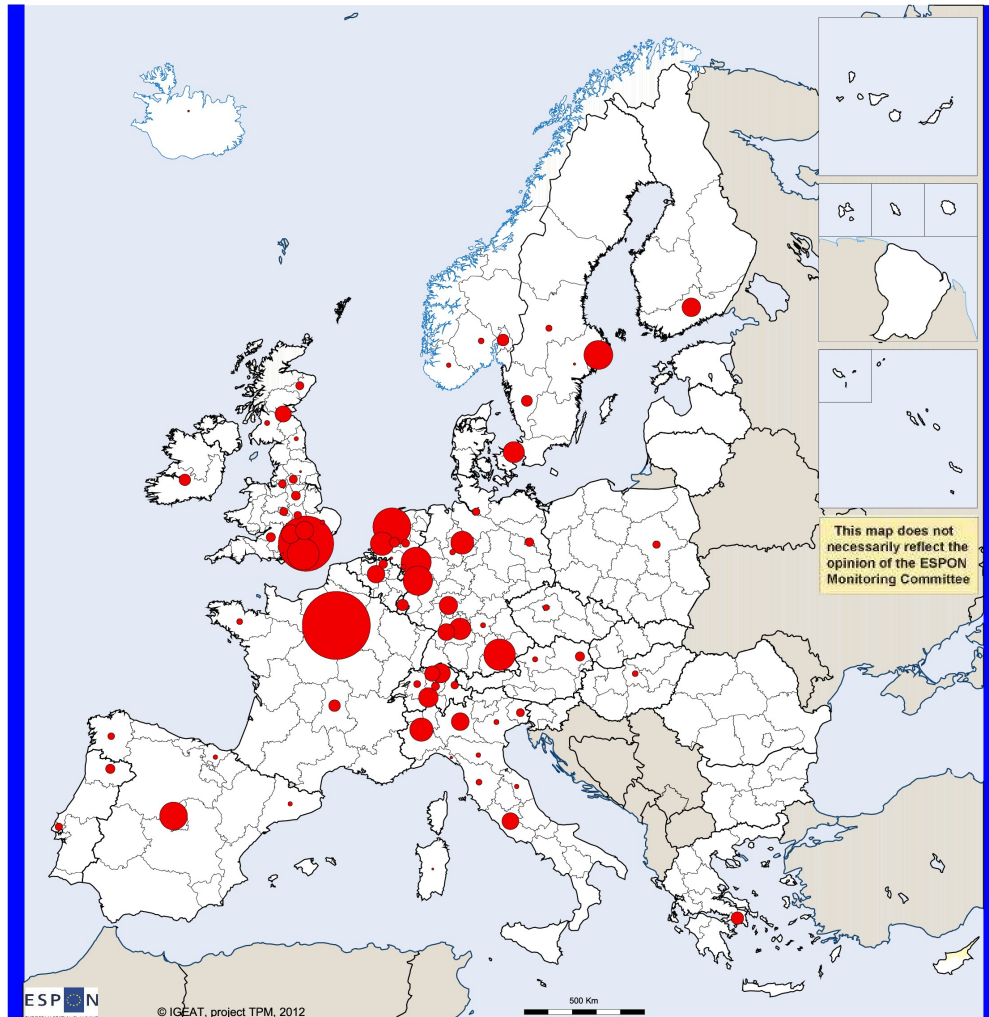 This map does not
necessarily reflect the
opinion of the ESPON
Monitoring Committee
500 Km
ESPON
© IGEAT, project TPM, 2012